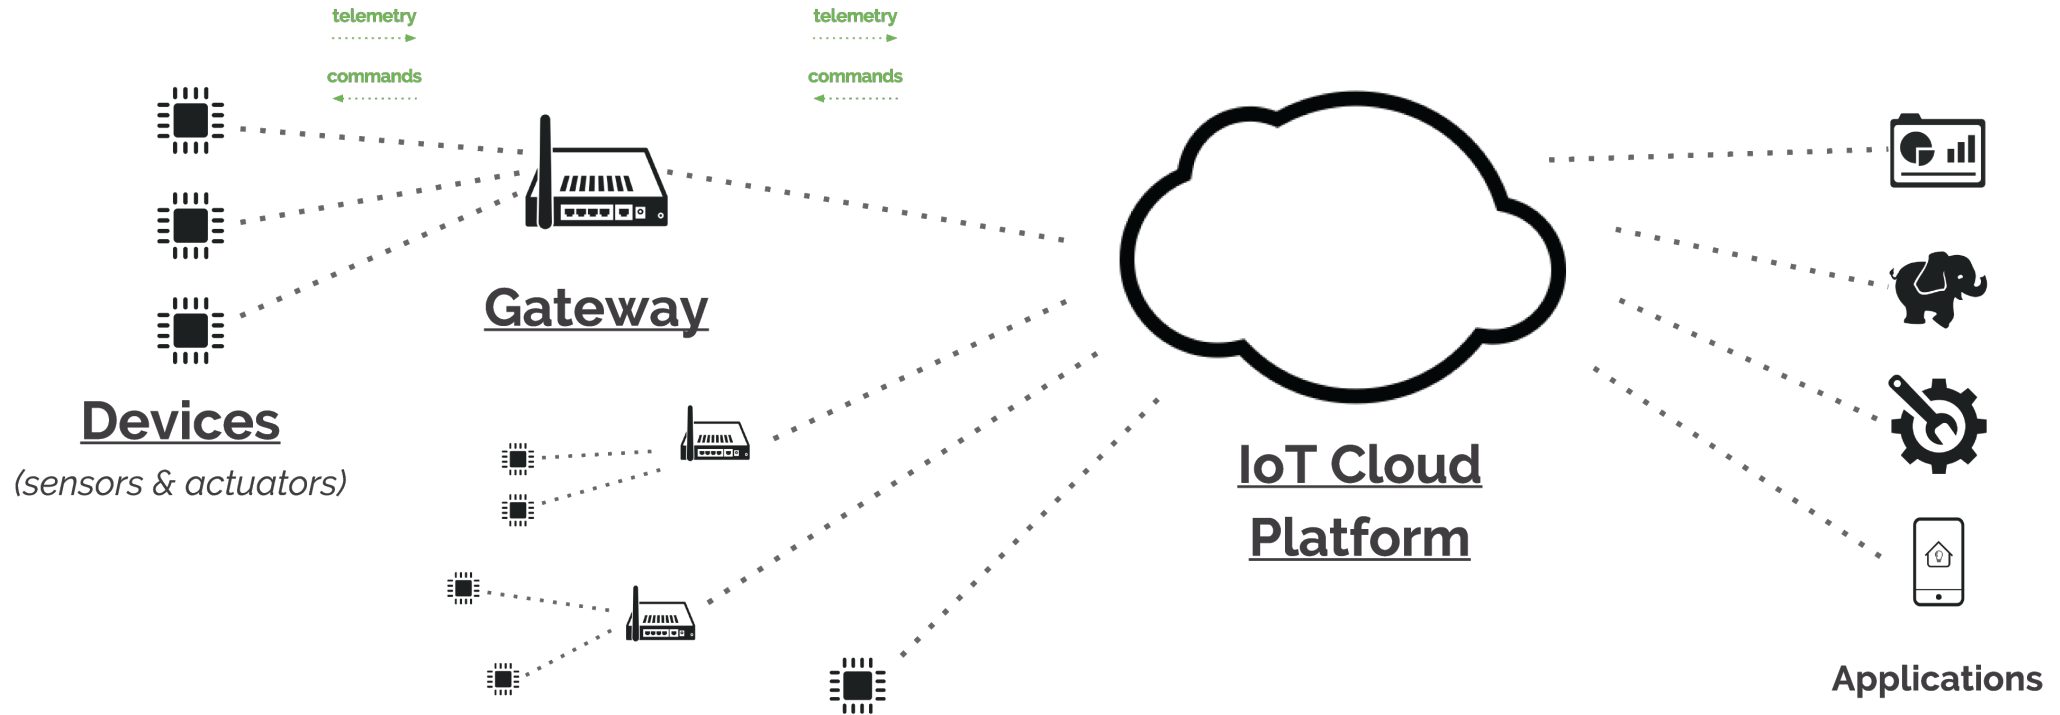 telemetry
commands
telemetry
commands
Gateway
Devices
(sensors & actuators)
IoT Cloud
Platform
Applications